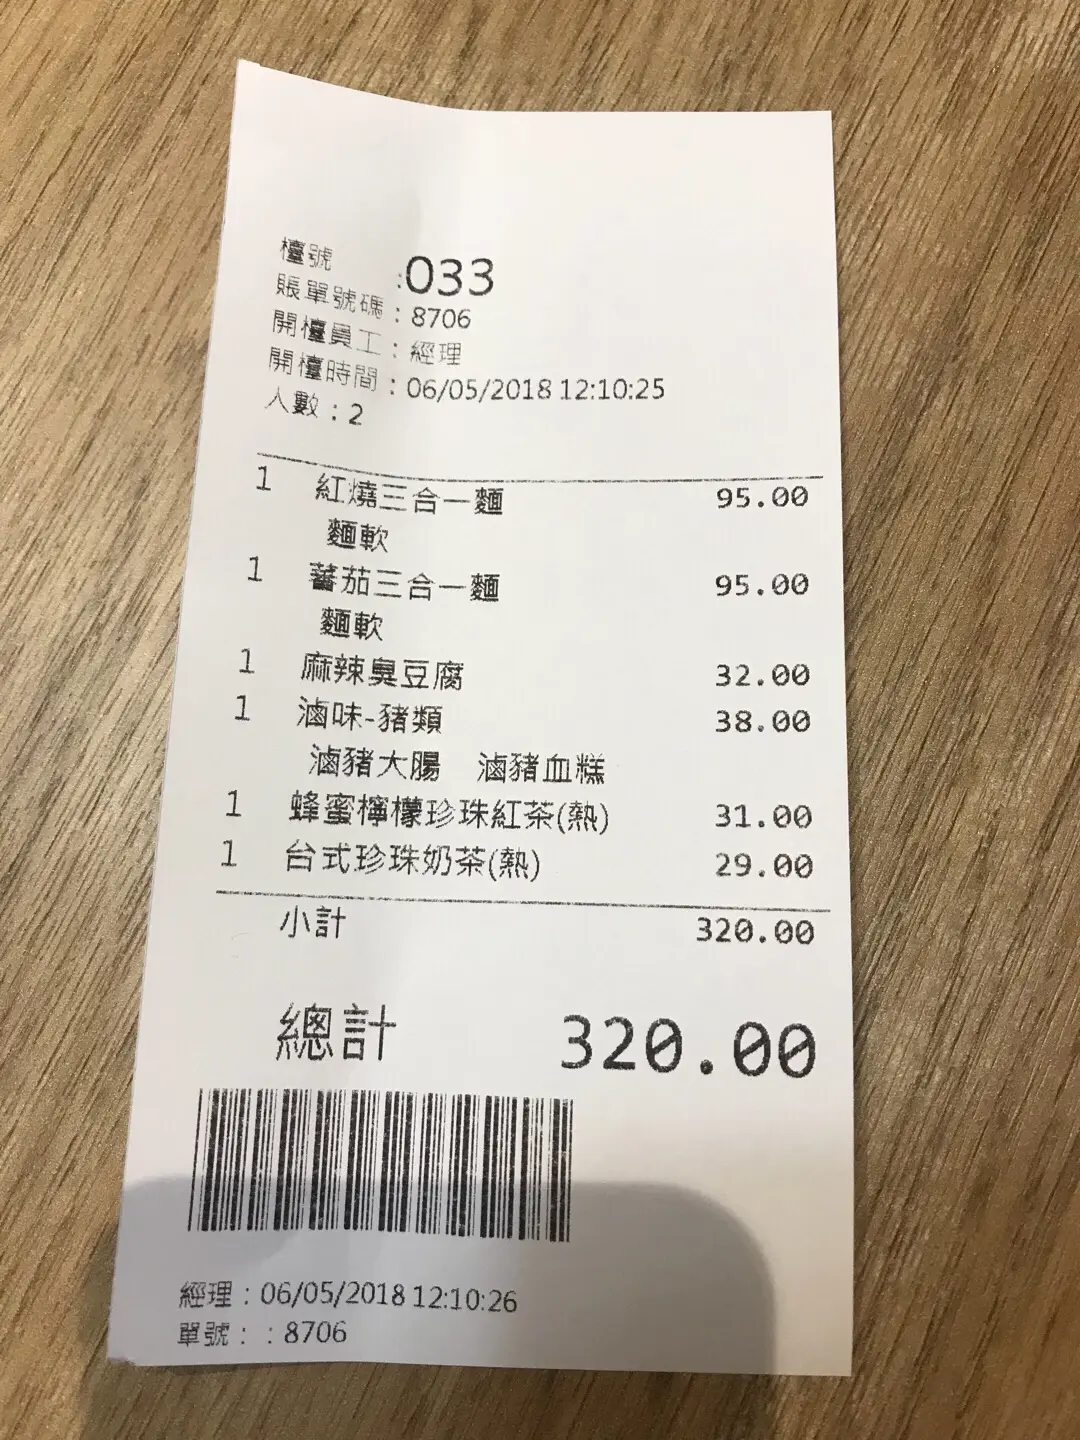 檯號 :033
賬單號碼 : 8706
開檯員工 : 經理
開檯時間 : 06/05/2018 12:10:25
人數 : 2
1 紅燒三合一麵 95.00
麵軟
1 蕃茄三合一麵 95.00
麵軟
1 麻辣臭豆腐 32.00
1 滷味-豬類 38.00
滷豬大腸 滷豬血糕
1 蜂蜜檸檬珍珠紅茶(熱) 31.00
1 台式珍珠奶茶(熱) 29.00
小計 320.00
總計 320.00
經理 : 06/05/2018 12:10:26
單號 : : 8706